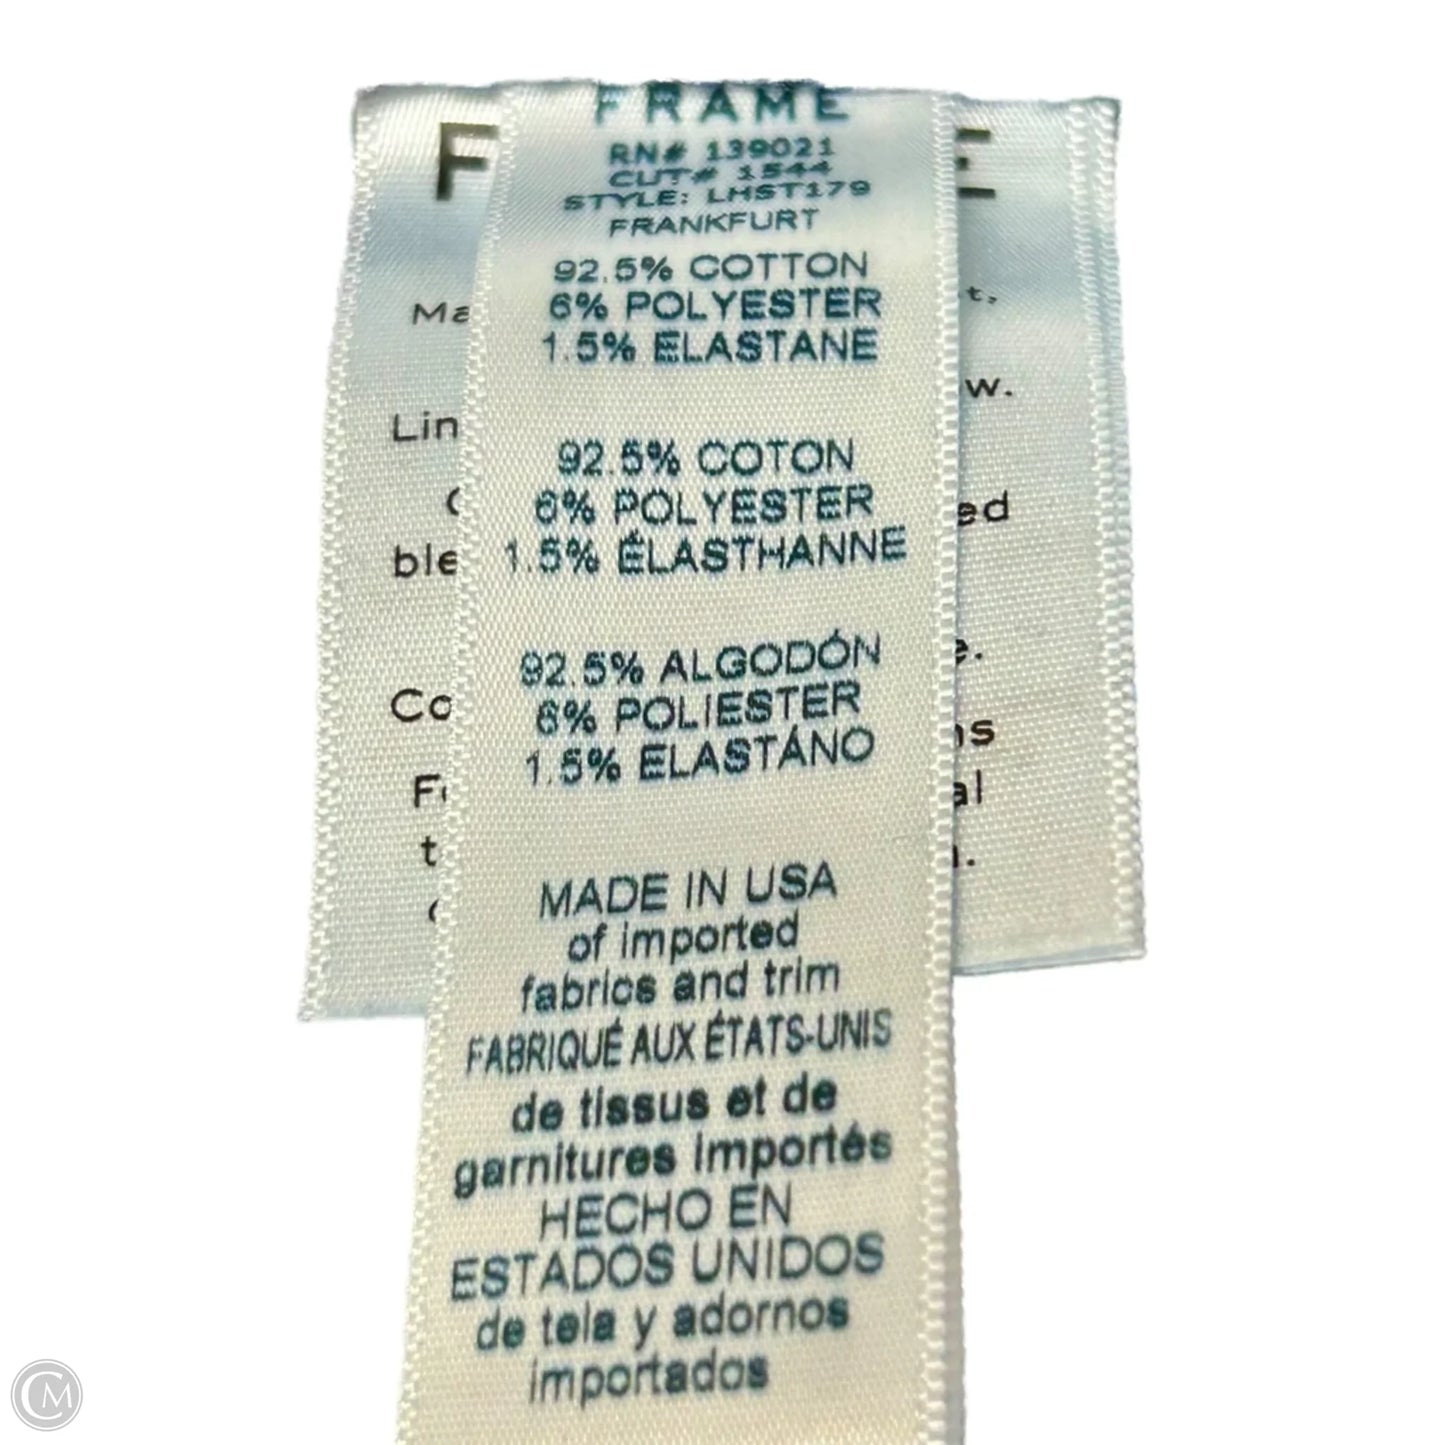 FRAME
RN# 139021
CUT# 1544
STYLE: LHST179
FRANKFURT
92.5% COTTON
6% POLYESTER
1.5% ELASTANE
92.5% COTON
6% POLYESTER
1.5% ÉLASTHANNE
92.5% ALGODÓN
6% POLIESTER
1.5% ELASTÁNO
MADE IN USA
of imported
fabrics and trim
FABRIQUÉ AUX ÉTATS-UNIS
de tissus et de
garnitures importés
HECHO EN
ESTADOS UNIDOS
de tela y adornos
importados
CM